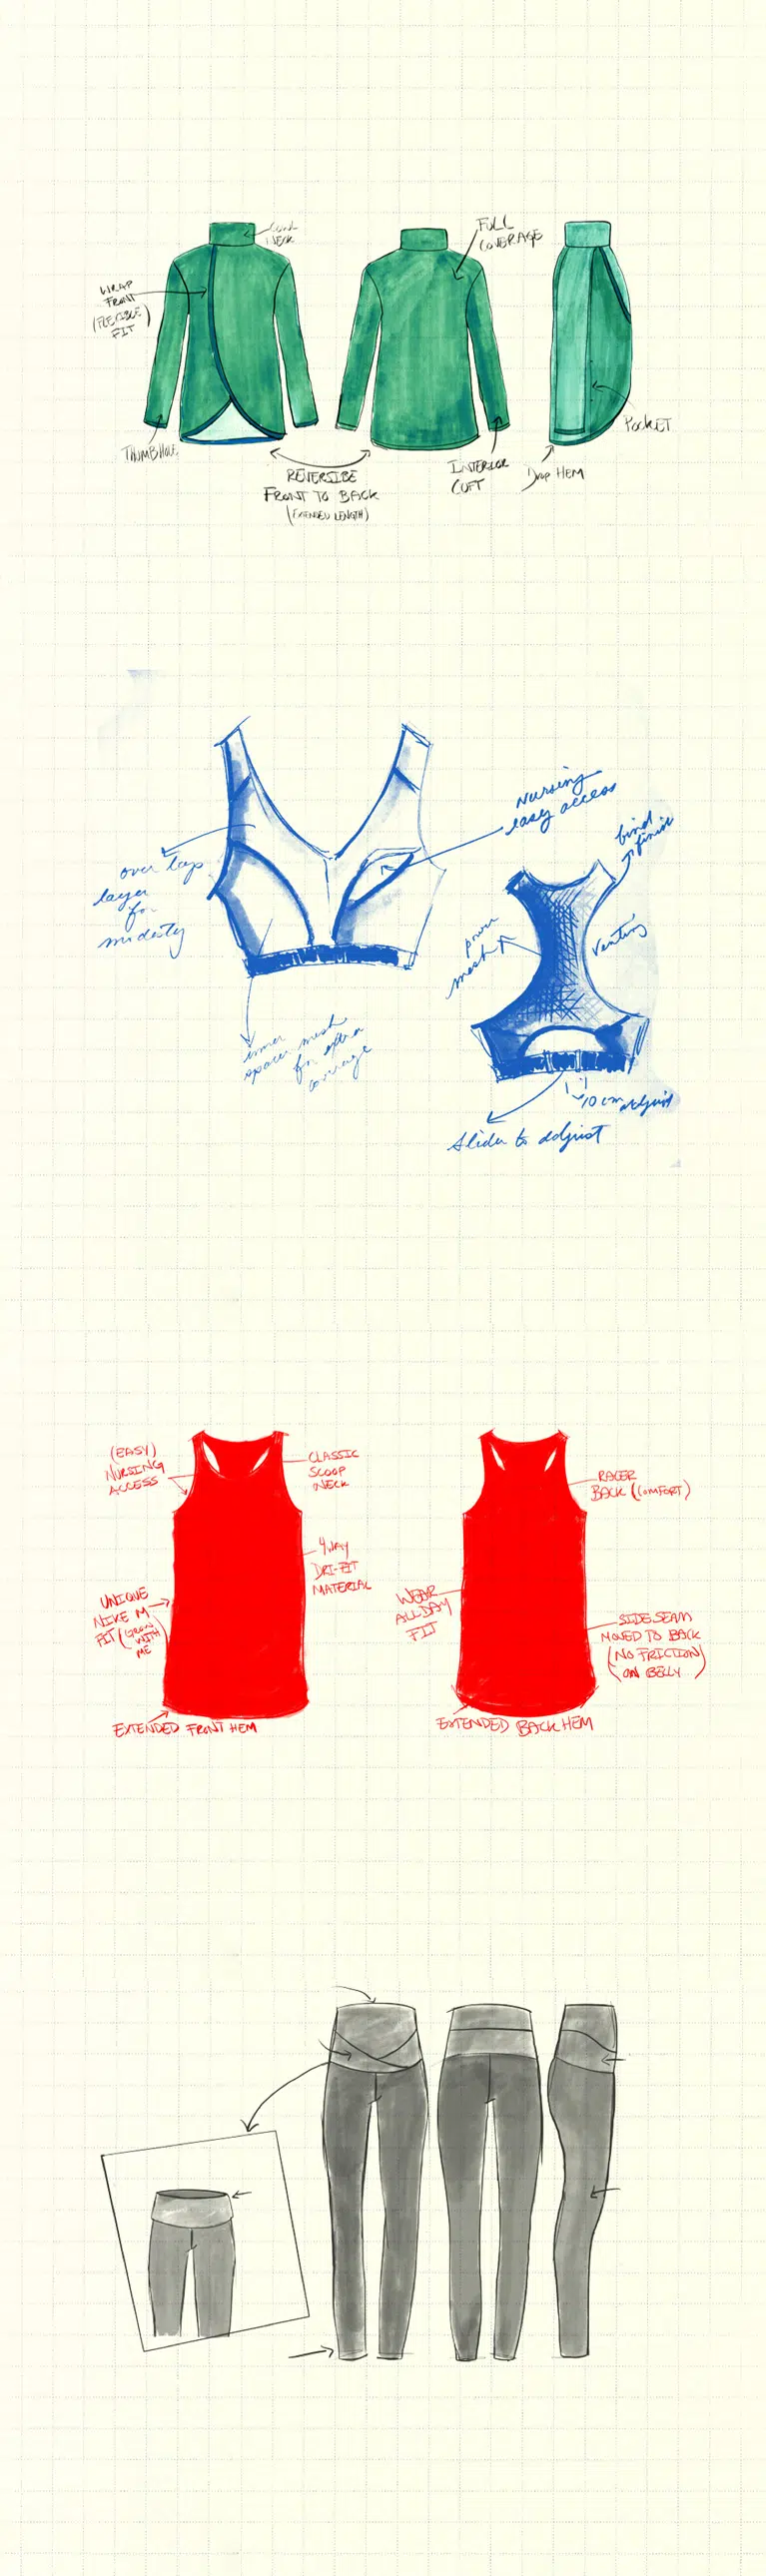 COWL
NECK
FULL
COVERAGE
WRAP
FRONT
(FLEXIBLE
FIT)
THUMBHOLE
REVERSIBE
FRONT TO BACK
(EXTENDED LENGTH)
INTERIOR
CUFF
POCKET
DROP HEM
nursing
easy access
bind
finish
over lap
layer
for
modesty
power
mesh
venting
inner
spacer mesh
for extra
coverage
10 cm adjust
slider to adjust
(EASY)
NURSING
ACCESS
CLASSIC
SCOOP
NECK
4 WAY
DRI-FIT
MATERIAL
UNIQUE
NIKE M
FIT (GROW
WITH
ME)
EXTENDED FRONT HEM
RACER
BACK (COMFORT)
WEAR
ALL DAY
FIT
SIDE SEAM
MOVED TO BACK
(NO FRICTION
ON BELLY)
EXTENDED BACK HEM